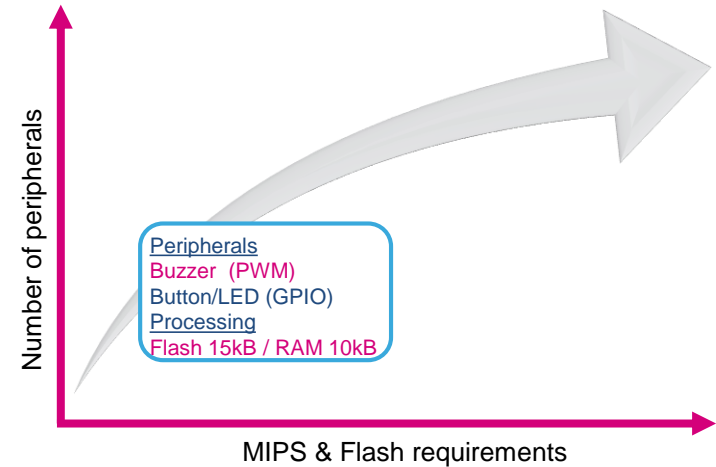 Number of peripherals
Peripherals
Buzzer (PWM)
Button/LED (GPIO)
Processing
Flash 15kB / RAM 10kB
MIPS & Flash requirements